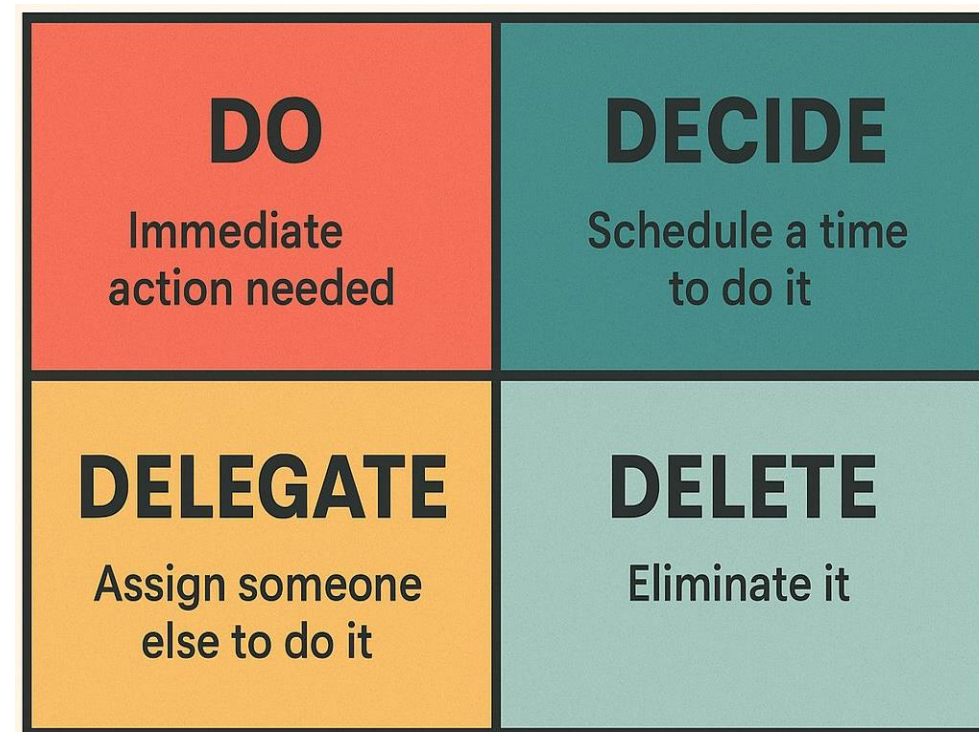 DO
Immediate
action needed
DECIDE
Schedule a time
to do it
DELEGATE
Assign someone
else to do it
DELETE
Eliminate it